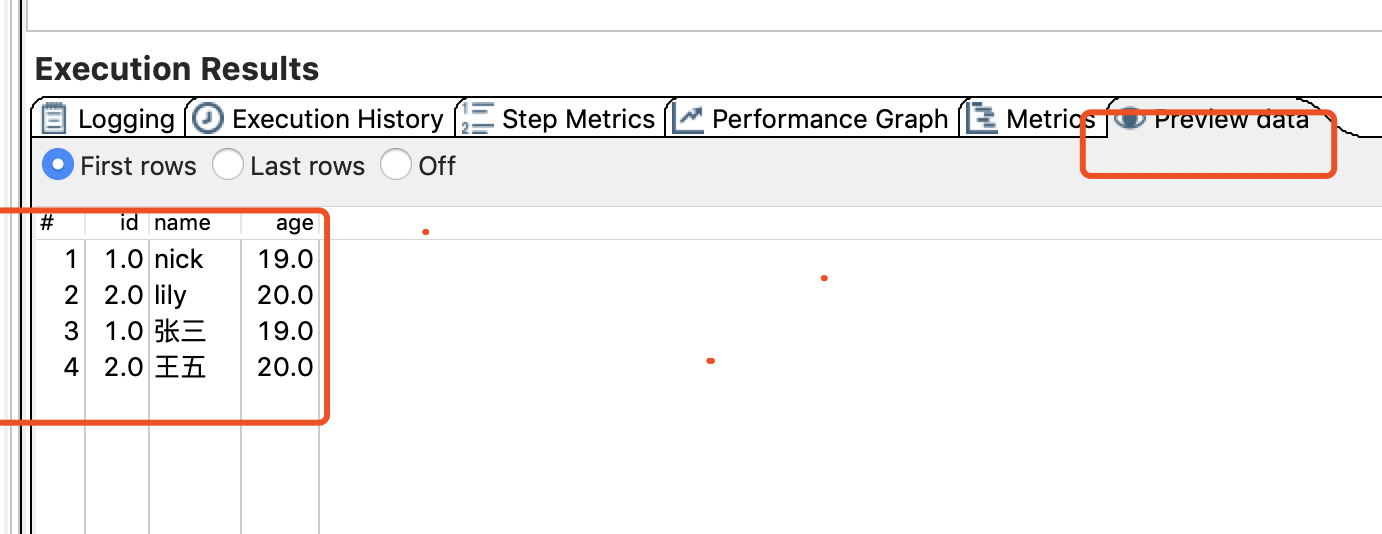 Execution Results
Logging Execution History Step Metrics Performance Graph Metrics Preview data
First rows Last rows Off
# id name age
1 1.0 nick 19.0
2 2.0 lily 20.0
3 1.0 张三 19.0
4 2.0 王五 20.0